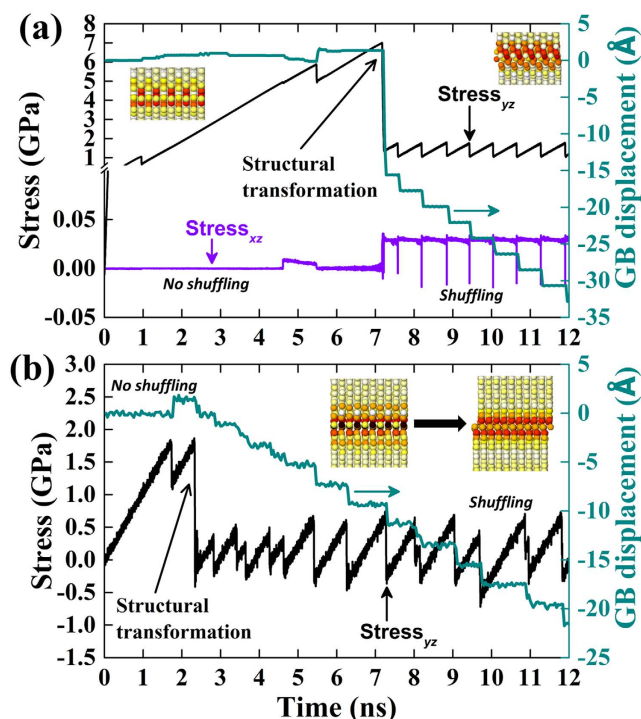 (a)
8
7
6
5
4
3
2
1
0.05
0.00
-0.05
Stress (GPa)
Structural
transformation
Stressyz
Stressxz
No shuffling
Shuffling
5
0
-5
-10
-15
-20
-25
-30
-35
GB displacement (Å)
0 1 2 3 4 5 6 7 8 9 10 11 12
(b)
3.0
2.5
2.0
1.5
1.0
0.5
0.0
-0.5
-1.0
-1.5
Stress (GPa)
No shuffling
Shuffling
Structural
transformation
Stressyz
5
0
-5
-10
-15
-20
-25
GB displacement (Å)
0 1 2 3 4 5 6 7 8 9 10 11 12
Time (ns)